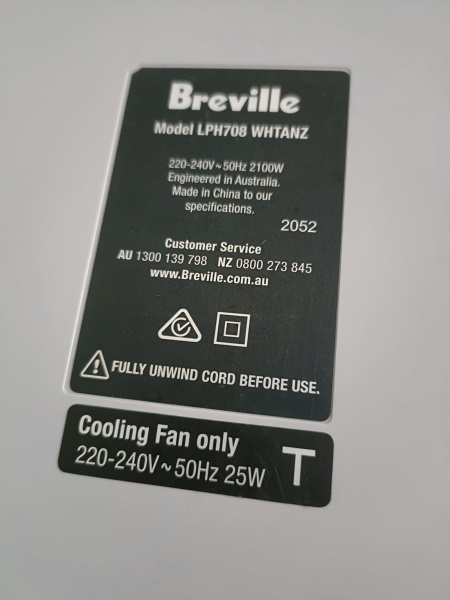 Breville
Model LPH708 WHTANZ
220-240V~50Hz 2100W
Engineered in Australia.
Made in China to our
specifications.
2052
Customer Service
AU 1300 139 798 NZ 0800 273 845
www.Breville.com.au
FULLY UNWIND CORD BEFORE USE.
Cooling Fan only
220-240V~50Hz 25W
T